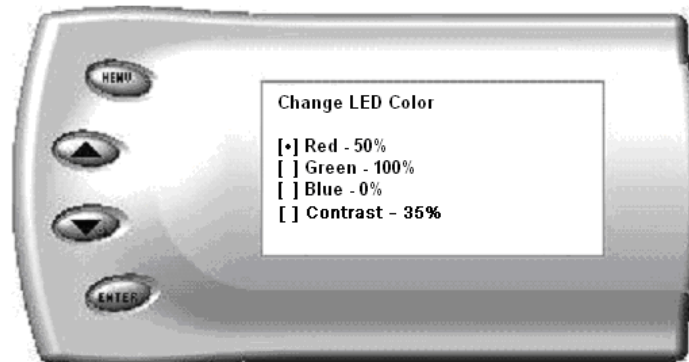 MENU
Change LED Color
[•] Red - 50%
[ ] Green - 100%
[ ] Blue - 0%
[ ] Contrast – 35%
ENTER